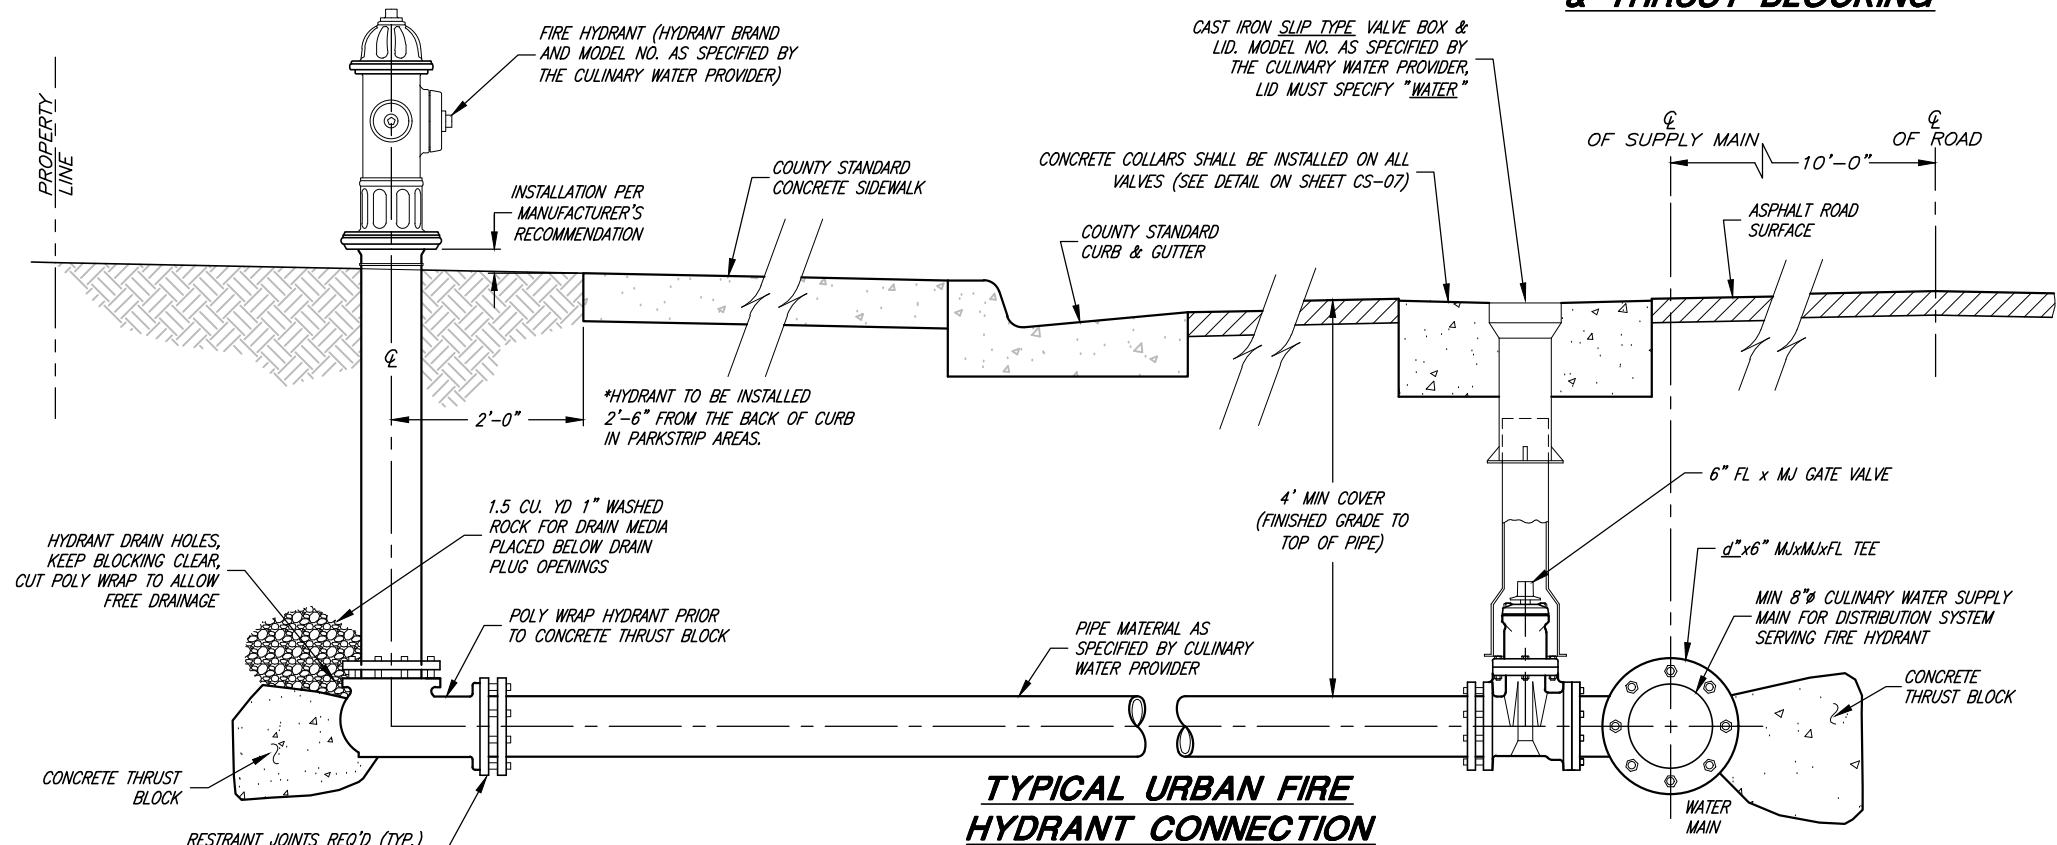 & THRUST BLOCKING
FIRE HYDRANT (HYDRANT BRAND
AND MODEL NO. AS SPECIFIED BY
THE CULINARY WATER PROVIDER)
CAST IRON SLIP TYPE VALVE BOX &
LID. MODEL NO. AS SPECIFIED BY
THE CULINARY WATER PROVIDER,
LID MUST SPECIFY "WATER"
PROPERTY
LINE
℄
OF SUPPLY MAIN
℄
OF ROAD
10'-0"
COUNTY STANDARD
CONCRETE SIDEWALK
CONCRETE COLLARS SHALL BE INSTALLED ON ALL
VALVES (SEE DETAIL ON SHEET CS-07)
INSTALLATION PER
MANUFACTURER'S
RECOMMENDATION
COUNTY STANDARD
CURB & GUTTER
ASPHALT ROAD
SURFACE
℄
2'-0"
*HYDRANT TO BE INSTALLED
2'-6" FROM THE BACK OF CURB
IN PARKSTRIP AREAS.
4' MIN COVER
(FINISHED GRADE TO
TOP OF PIPE)
6" FL x MJ GATE VALVE
1.5 CU. YD 1" WASHED
ROCK FOR DRAIN MEDIA
PLACED BELOW DRAIN
PLUG OPENINGS
HYDRANT DRAIN HOLES,
KEEP BLOCKING CLEAR,
CUT POLY WRAP TO ALLOW
FREE DRAINAGE
d"x6" MJxMJxFL TEE
MIN 8"Ø CULINARY WATER SUPPLY
MAIN FOR DISTRIBUTION SYSTEM
SERVING FIRE HYDRANT
POLY WRAP HYDRANT PRIOR
TO CONCRETE THRUST BLOCK
PIPE MATERIAL AS
SPECIFIED BY CULINARY
WATER PROVIDER
CONCRETE
THRUST BLOCK
CONCRETE THRUST
BLOCK
TYPICAL URBAN FIRE
HYDRANT CONNECTION
WATER
MAIN
RESTRAINT JOINTS REQ'D (TYP.)